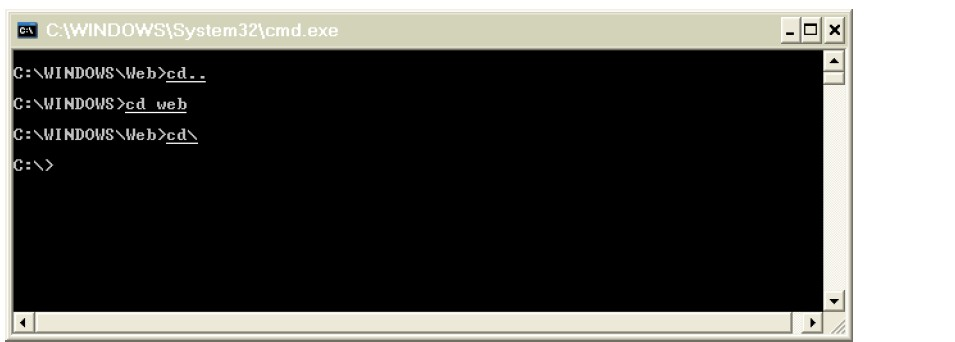 C:\WINDOWS\System32\cmd.exe
C:\WINDOWS\Web>cd..
C:\WINDOWS>cd web
C:\WINDOWS\Web>cd\
C:\>